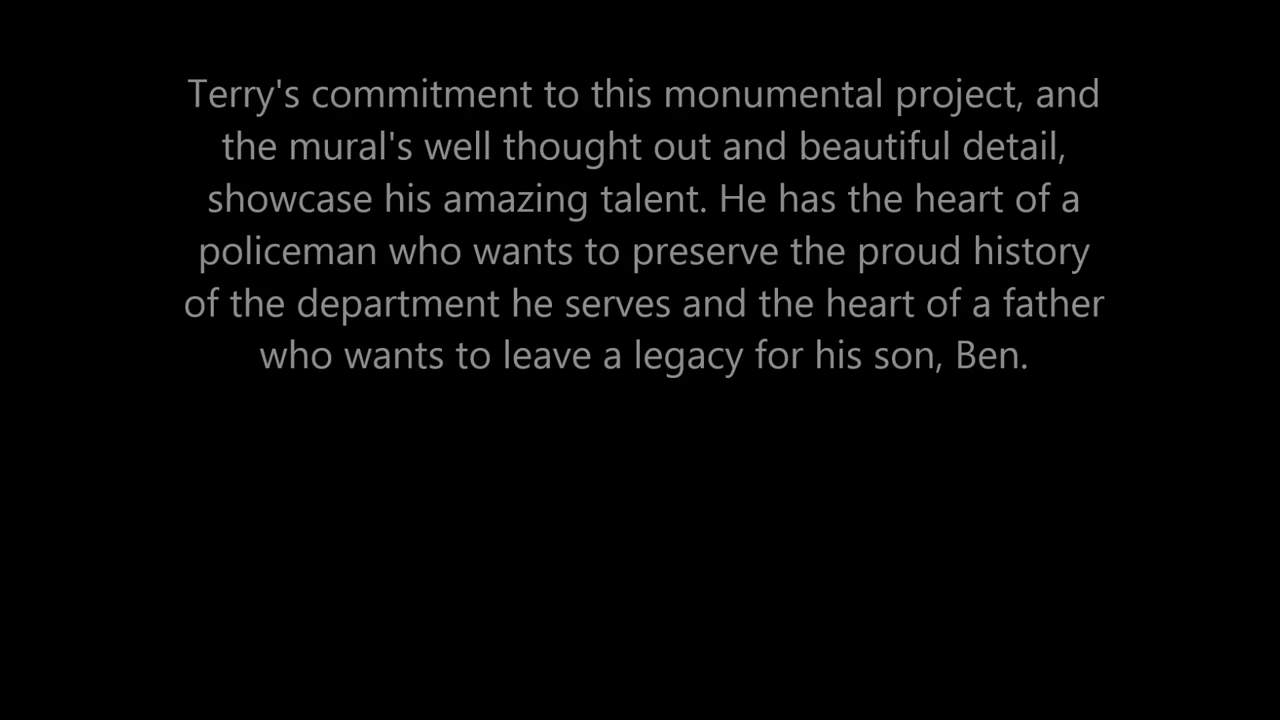 Terry's commitment to this monumental project, and
the mural's well thought out and beautiful detail,
showcase his amazing talent. He has the heart of a
policeman who wants to preserve the proud history
of the department he serves and the heart of a father
who wants to leave a legacy for his son, Ben.